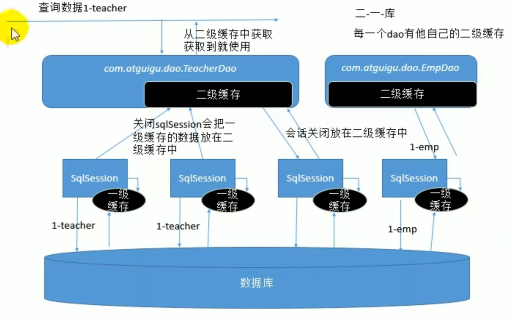 查询数据1-teacher
二-一-库
从二级缓存中获取
获取到就使用
每一个dao有他自己的二级缓存
com.atguigu.dao.TeacherDao
com.atguigu.dao.EmpDao
二级缓存
二级缓存
关闭sqlSession会把一
级缓存的数据放在二
级缓存中
会话关闭放在二级缓存中
1-emp
SqlSession
SqlSession
SqlSession
SqlSession
一级
缓存
一级
缓存
一级
缓存
一级
缓存
1-teacher
1-teacher
1-emp
数据库